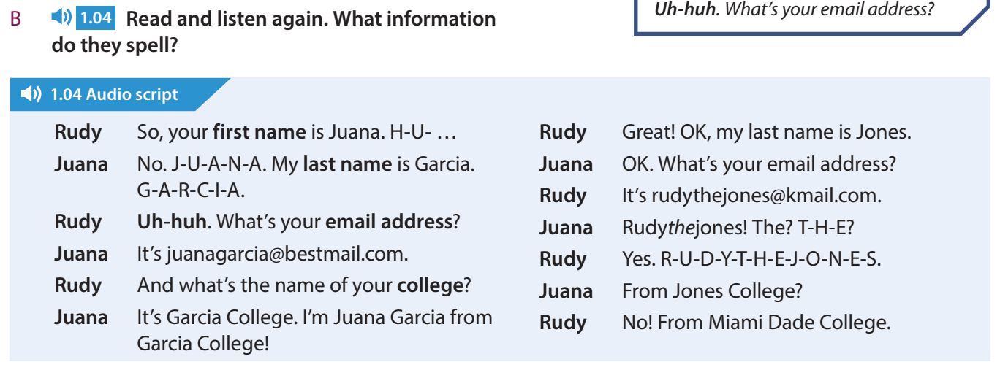 B 1.04 Read and listen again. What information
do they spell?
Uh-huh. What's your email address?
1.04 Audio script
Rudy So, your first name is Juana. H-U- …
Juana No. J-U-A-N-A. My last name is Garcia.
G-A-R-C-I-A.
Rudy Uh-huh. What's your email address?
Juana It's juanagarcia@bestmail.com.
Rudy And what's the name of your college?
Juana It's Garcia College. I'm Juana Garcia from
Garcia College!
Rudy Great! OK, my last name is Jones.
Juana OK. What's your email address?
Rudy It's rudythejones@kmail.com.
Juana Rudythejones! The? T-H-E?
Rudy Yes. R-U-D-Y-T-H-E-J-O-N-E-S.
Juana From Jones College?
Rudy No! From Miami Dade College.